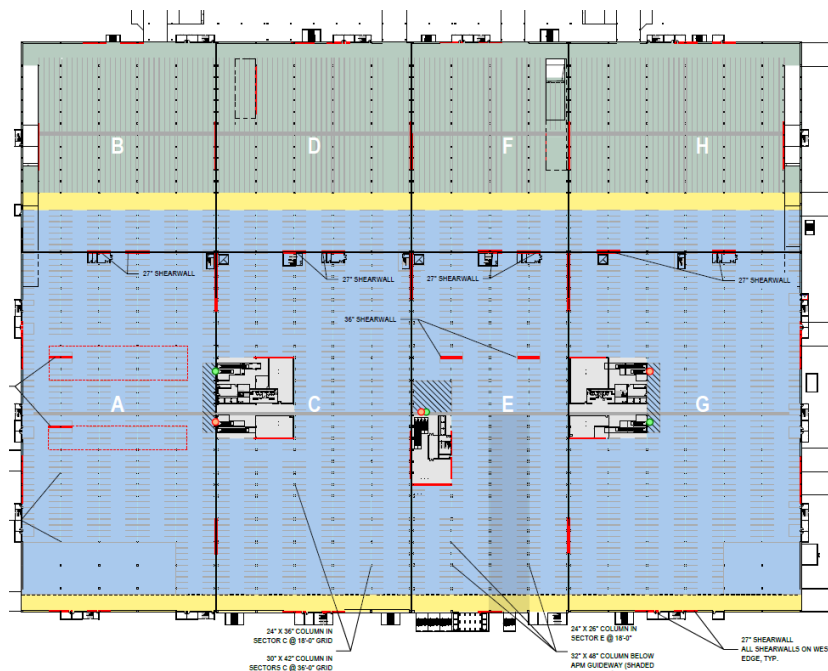 B
D
F
H
27" SHEARWALL
27" SHEARWALL
27" SHEARWALL
27" SHEARWALL
36" SHEARWALL
A
C
E
G
24" X 36" COLUMN IN
SECTOR C @ 18'-0" GRID
30" X 42" COLUMN IN
SECTORS C @ 36'-0" GRID
24" X 26" COLUMN IN
SECTOR E @ 18'-0"
32" X 48" COLUMN BELOW
APM GUIDEWAY (SHADED
27" SHEARWALL
ALL SHEARWALLS ON WES
EDGE, TYP.